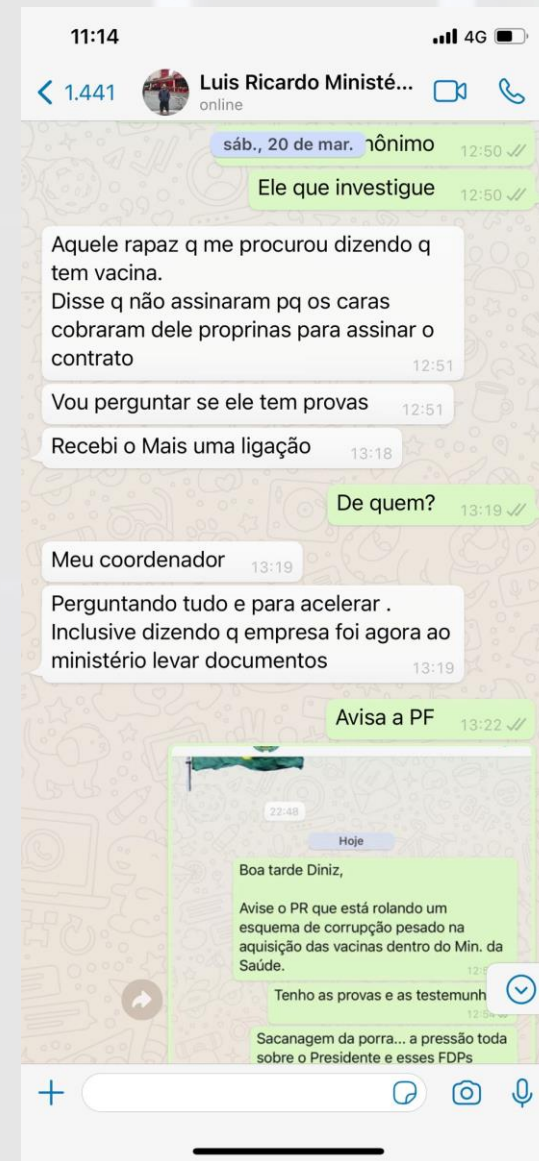 11:14
4G
1.441
Luis Ricardo Ministé...
online
sáb., 20 de mar.
12:50
Ele que investigue
12:50
Aquele rapaz q me procurou dizendo q
tem vacina.
Disse q não assinaram pq os caras
cobraram dele proprinas para assinar o
contrato
12:51
Vou perguntar se ele tem provas
12:51
Recebi o Mais uma ligação
13:18
De quem?
13:19
Meu coordenador
13:19
Perguntando tudo e para acelerar .
Inclusive dizendo q empresa foi agora ao
ministério levar documentos
13:19
Avisa a PF
13:22
22:48
Hoje
Boa tarde Diniz,
Avise o PR que está rolando um
esquema de corrupção pesado na
aquisição das vacinas dentro do Min. da
Saúde.
Tenho as provas e as
12:54
Sacanagem da porra... a pressão toda
sobre o Presidente e esses FDPs